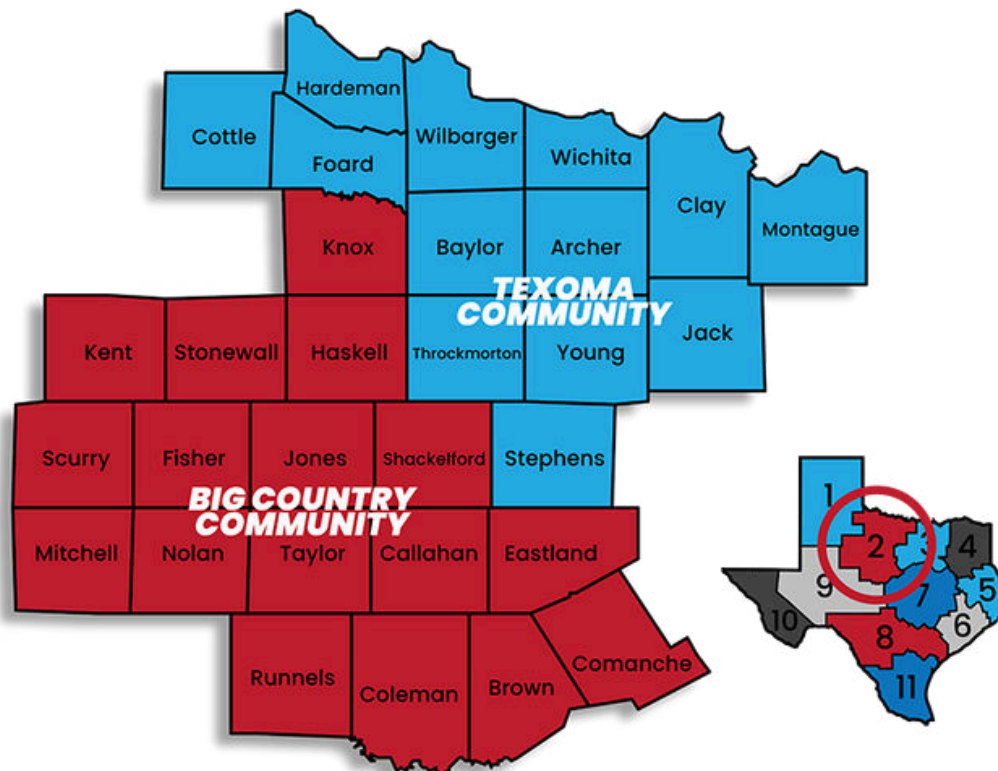 Hardeman
Cottle
Wilbarger
Foard
Wichita
Clay
Montague
Knox
Baylor
Archer
TEXOMA
COMMUNITY
Jack
Kent
Stonewall
Haskell
Throckmorton
Young
Scurry
Fisher
Jones
Shackelford
Stephens
BIG COUNTRY
COMMUNITY
Mitchell
Nolan
Taylor
Callahan
Eastland
Runnels
Coleman
Brown
Comanche
1
2
3
4
5
6
7
8
9
10
11